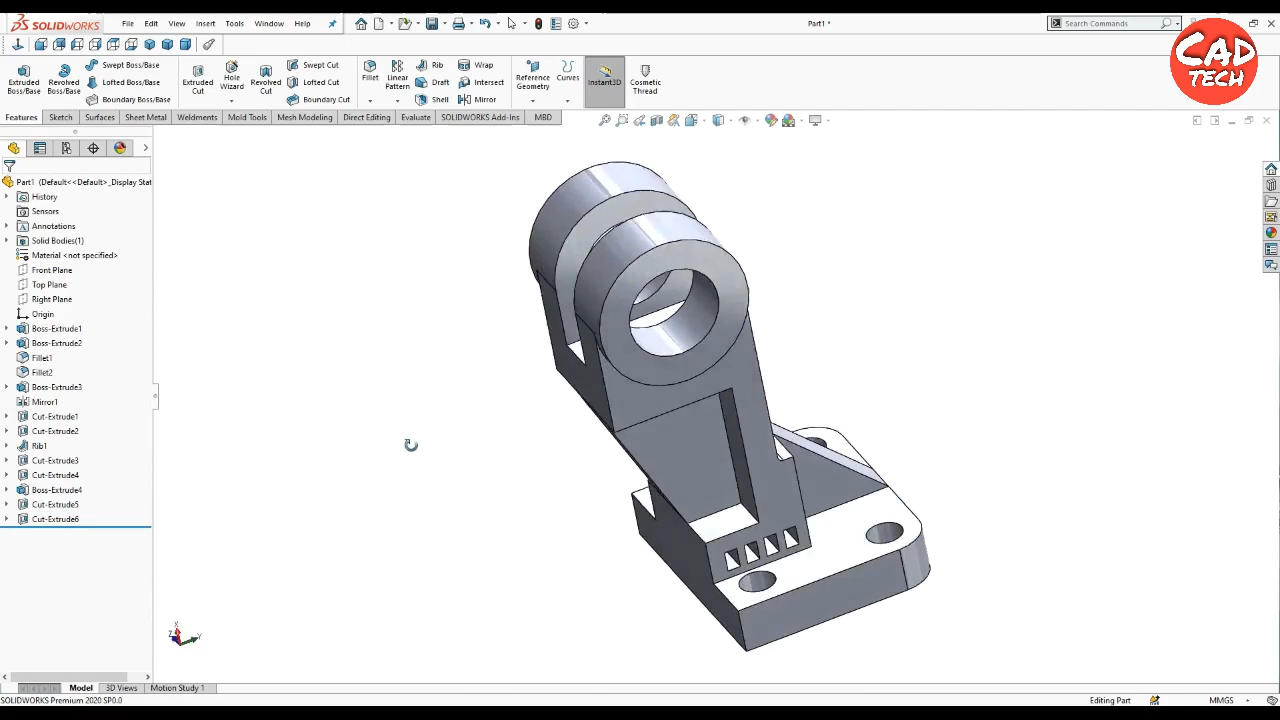 SOLIDWORKS File Edit View Insert Tools Window Help
Part1 *
Search Commands
CAD
TECH
Extruded Boss/Base
Revolved Boss/Base
Swept Boss/Base
Lofted Boss/Base
Boundary Boss/Base
Extruded Cut
Hole Wizard
Revolved Cut
Swept Cut
Lofted Cut
Boundary Cut
Fillet
Linear Pattern
Rib
Draft
Shell
Wrap
Intersect
Mirror
Reference Geometry
Curves
Instant3D
Cosmetic Thread
Features Sketch Surfaces Sheet Metal Weldments Mold Tools Mesh Modeling Direct Editing Evaluate SOLIDWORKS Add-Ins MBD
Part1 (Default<<Default>_Display Stat
History
Sensors
Annotations
Solid Bodies(1)
Material <not specified>
Front Plane
Top Plane
Right Plane
Origin
Boss-Extrude1
Boss-Extrude2
Fillet1
Fillet2
Boss-Extrude3
Mirror1
Cut-Extrude1
Cut-Extrude2
Rib1
Cut-Extrude3
Cut-Extrude4
Boss-Extrude4
Cut-Extrude5
Cut-Extrude6
X
Z Y
Model 3D Views Motion Study 1
SOLIDWORKS Premium 2020 SP0.0
Editing Part
MMGS